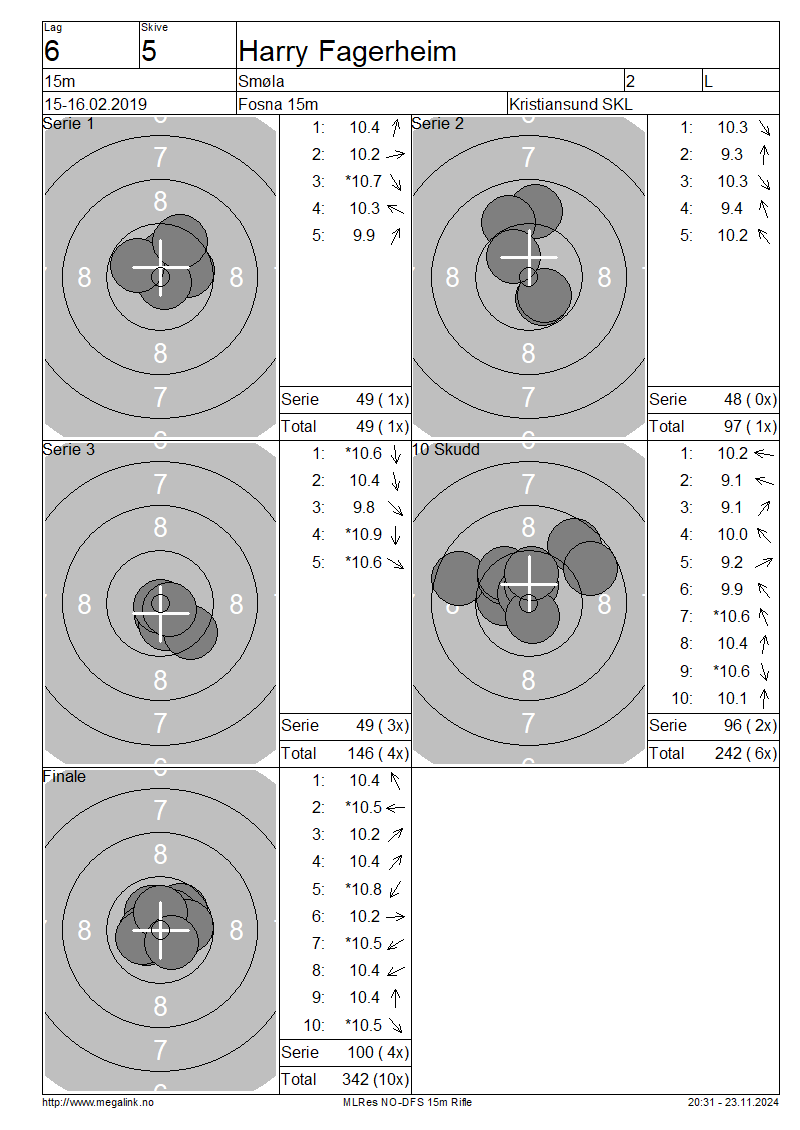 Lag
Skive
6
5
Harry Fagerheim
15m
Smøla
2
L
15-16.02.2019
Fosna 15m
Kristiansund SKL
Serie 1
7
8
8
8
8
7
1: 10.4
2: 10.2
3: *10.7
4: 10.3
5: 9.9
Serie 49 ( 1x)
Total 49 ( 1x)
Serie 2
7
8
8
8
8
7
1: 10.3
2: 9.3
3: 10.3
4: 9.4
5: 10.2
Serie 48 ( 0x)
Total 97 ( 1x)
Serie 3
7
8
8
8
8
7
1: *10.6
2: 10.4
3: 9.8
4: *10.9
5: *10.6
Serie 49 ( 3x)
Total 146 ( 4x)
10 Skudd
7
8
8
8
8
7
1: 10.2
2: 9.1
3: 9.1
4: 10.0
5: 9.2
6: 9.9
7: *10.6
8: 10.4
9: *10.6
10: 10.1
Serie 96 ( 2x)
Total 242 ( 6x)
Finale
7
8
8
8
8
7
1: 10.4
2: *10.5
3: 10.2
4: 10.4
5: *10.8
6: 10.2
7: *10.5
8: 10.4
9: 10.4
10: *10.5
Serie 100 ( 4x)
Total 342 (10x)
http://www.megalink.no
MLRes NO-DFS 15m Rifle
20:31 - 23.11.2024